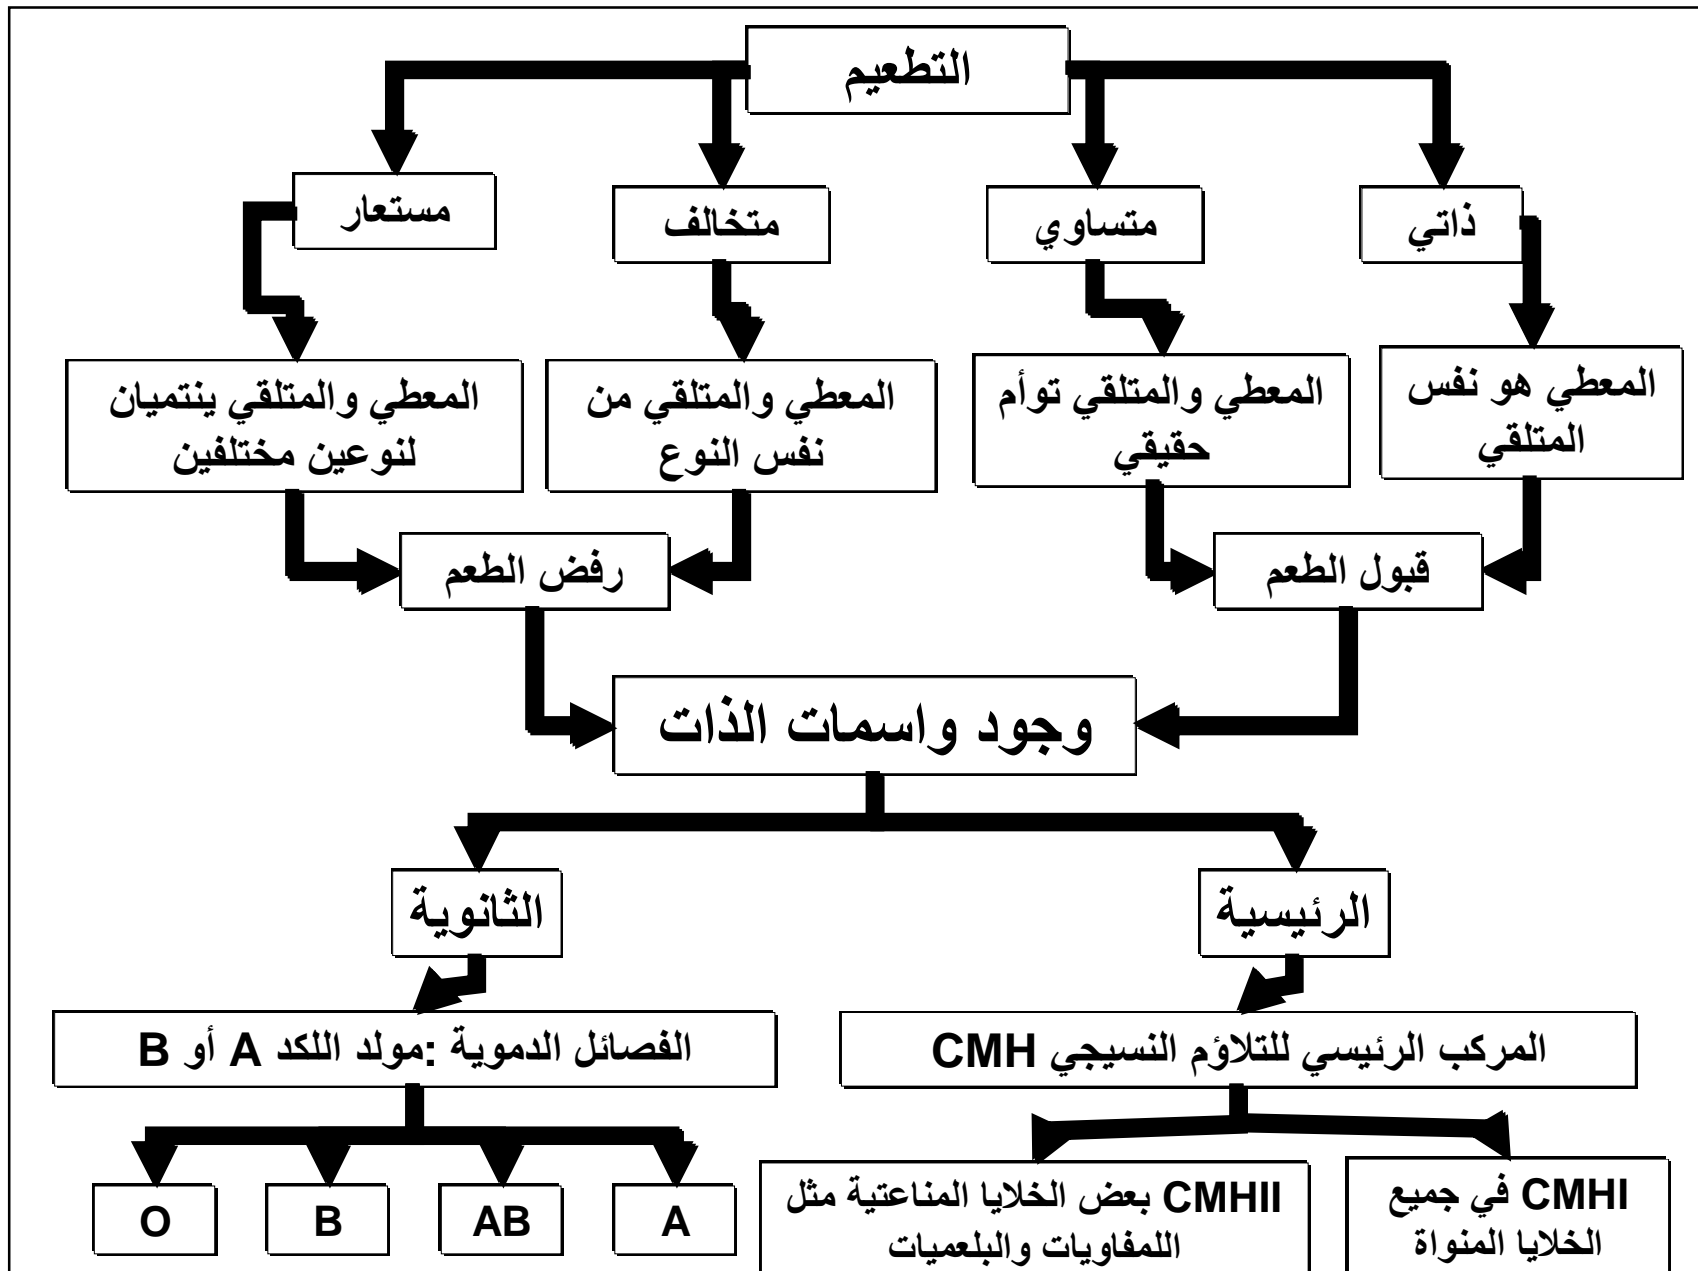 التطعيم
ذاتي
متساوي
متخالف
مستعار
المعطي هو نفس
المتلقي
المعطي والمتلقي توأم
حقيقي
المعطي والمتلقي من
نفس النوع
المعطي والمتلقي ينتميان
لنوعين مختلفين
قبول الطعم
رفض الطعم
وجود واسمات الذات
الرئيسية
الثانوية
المركب الرئيسي للتلاؤم النسيجي CMH
الفصائل الدموية :مولد اللكد A أو B
CMHI في جميع
الخلايا المنواة
CMHII بعض الخلايا المناعتية مثل
اللمفاويات والبلعميات
A
AB
B
O